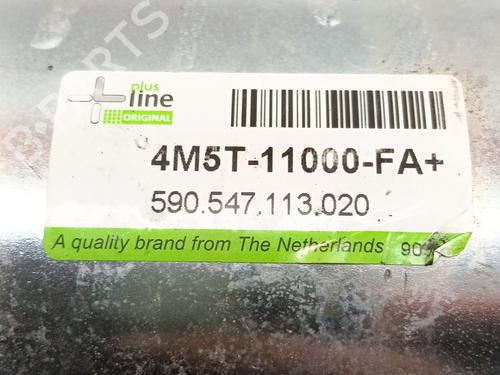 plus
line
ORIGINAL
4M5T-11000-FA+
590.547.113.020
A quality brand from The Netherlands